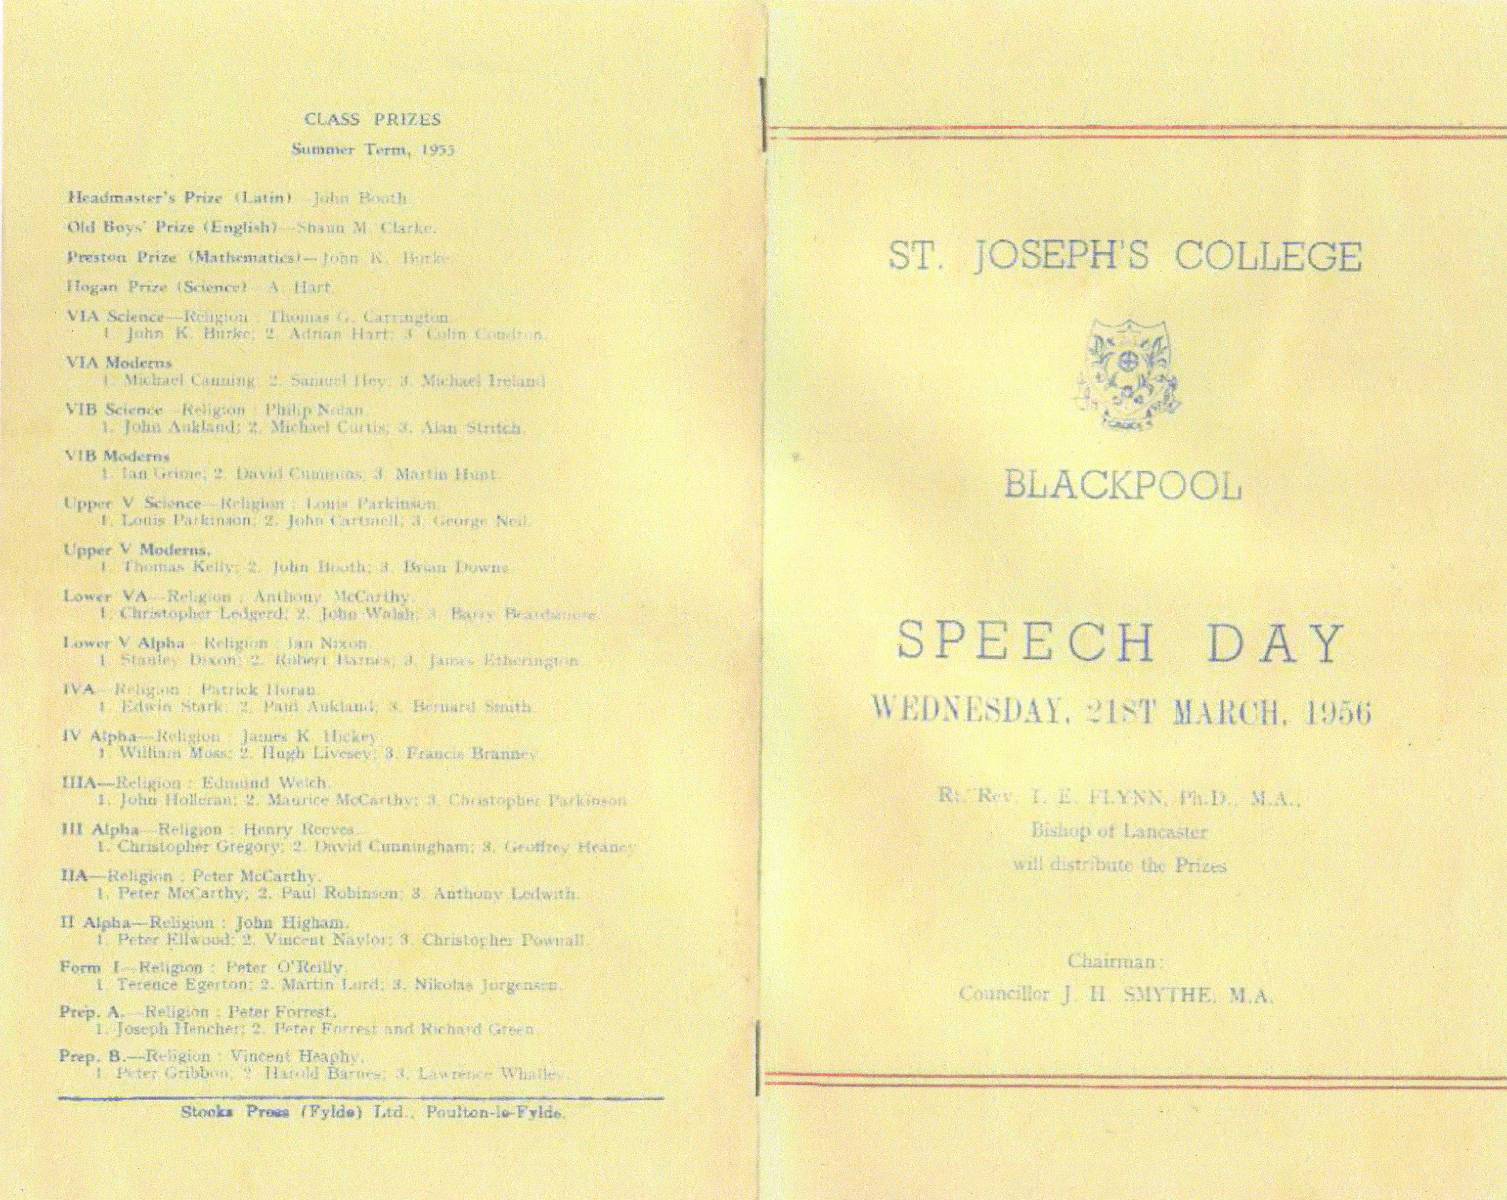 CLASS PRIZES
Summer Term, 1955
Headmaster's Prize (Latin)—John Booth
Old Boys' Prize (English)—Shaun M. Clarke.
Preston Prize (Mathematics)—John K. Burke
Hogan Prize (Science)—A. Hart.
VIA Science—Religion : Thomas G. Carrington.
1. John K. Burke; 2. Adrian Hart; 3. Colin Condron.
VIA Moderns
1. Michael Canning; 2. Samuel Hey; 3. Michael Ireland
VIB Science—Religion : Philip Nolan.
1. John Aukland; 2. Michael Curtis; 3. Alan Stritch.
VIB Moderns
1. Ian Grime; 2. David Cummins; 3. Martin Hunt.
Upper V Science—Religion : Louis Parkinson.
1. Louis Parkinson; 2. John Cartmell; 3. George Neil.
Upper V Moderns.
1. Thomas Kelly; 2. John Booth; 3. Brian Downs
Lower VA—Religion : Anthony McCarthy.
1. Christopher Ledgerd; 2. John Walsh; 3. Barry Beardsmore.
Lower V Alpha—Religion : Ian Nixon.
1. Stanley Dixon; 2. Robert Barnes; 3. James Etherington.
IVA—Religion : Patrick Horan.
1. Edwin Stark; 2. Paul Aukland; 3. Bernard Smith.
IV Alpha—Religion : James K. Hickey.
1. William Moss; 2. Hugh Livesey; 3. Francis Branney
IIIA—Religion : Edmund Welch.
1. John Holleran; 2. Maurice McCarthy; 3. Christopher Parkinson
III Alpha—Religion : Henry Reeves.
1. Christopher Gregory; 2. David Cunningham; 3. Geoffrey Heaney
IIA—Religion : Peter McCarthy.
1. Peter McCarthy; 2. Paul Robinson; 3. Anthony Ledwith.
II Alpha—Religion : John Higham.
1. Peter Ellwood; 2. Vincent Naylor; 3. Christopher Pownall.
Form I—Religion : Peter O'Reilly.
1. Terence Egerton; 2. Martin Lord; 3. Nikolas Jorgensen.
Prep. A.—Religion : Peter Forrest.
1. Joseph Hencher; 2. Peter Forrest and Richard Green.
Prep. B.—Religion : Vincent Heaphy.
1. Peter Gribbon; 2. Harold Barnes; 3. Lawrence Whalley.
Stooks Press (Fylde) Ltd., Poulton-le-Fylde.
ST. JOSEPH'S COLLEGE
BLACKPOOL
SPEECH DAY
WEDNESDAY, 21ST MARCH, 1956
Rt. Rev. T. E. FLYNN, Ph.D., M.A.,
Bishop of Lancaster
will distribute the Prizes
Chairman:
Councillor J. H. SMYTHE, M.A.